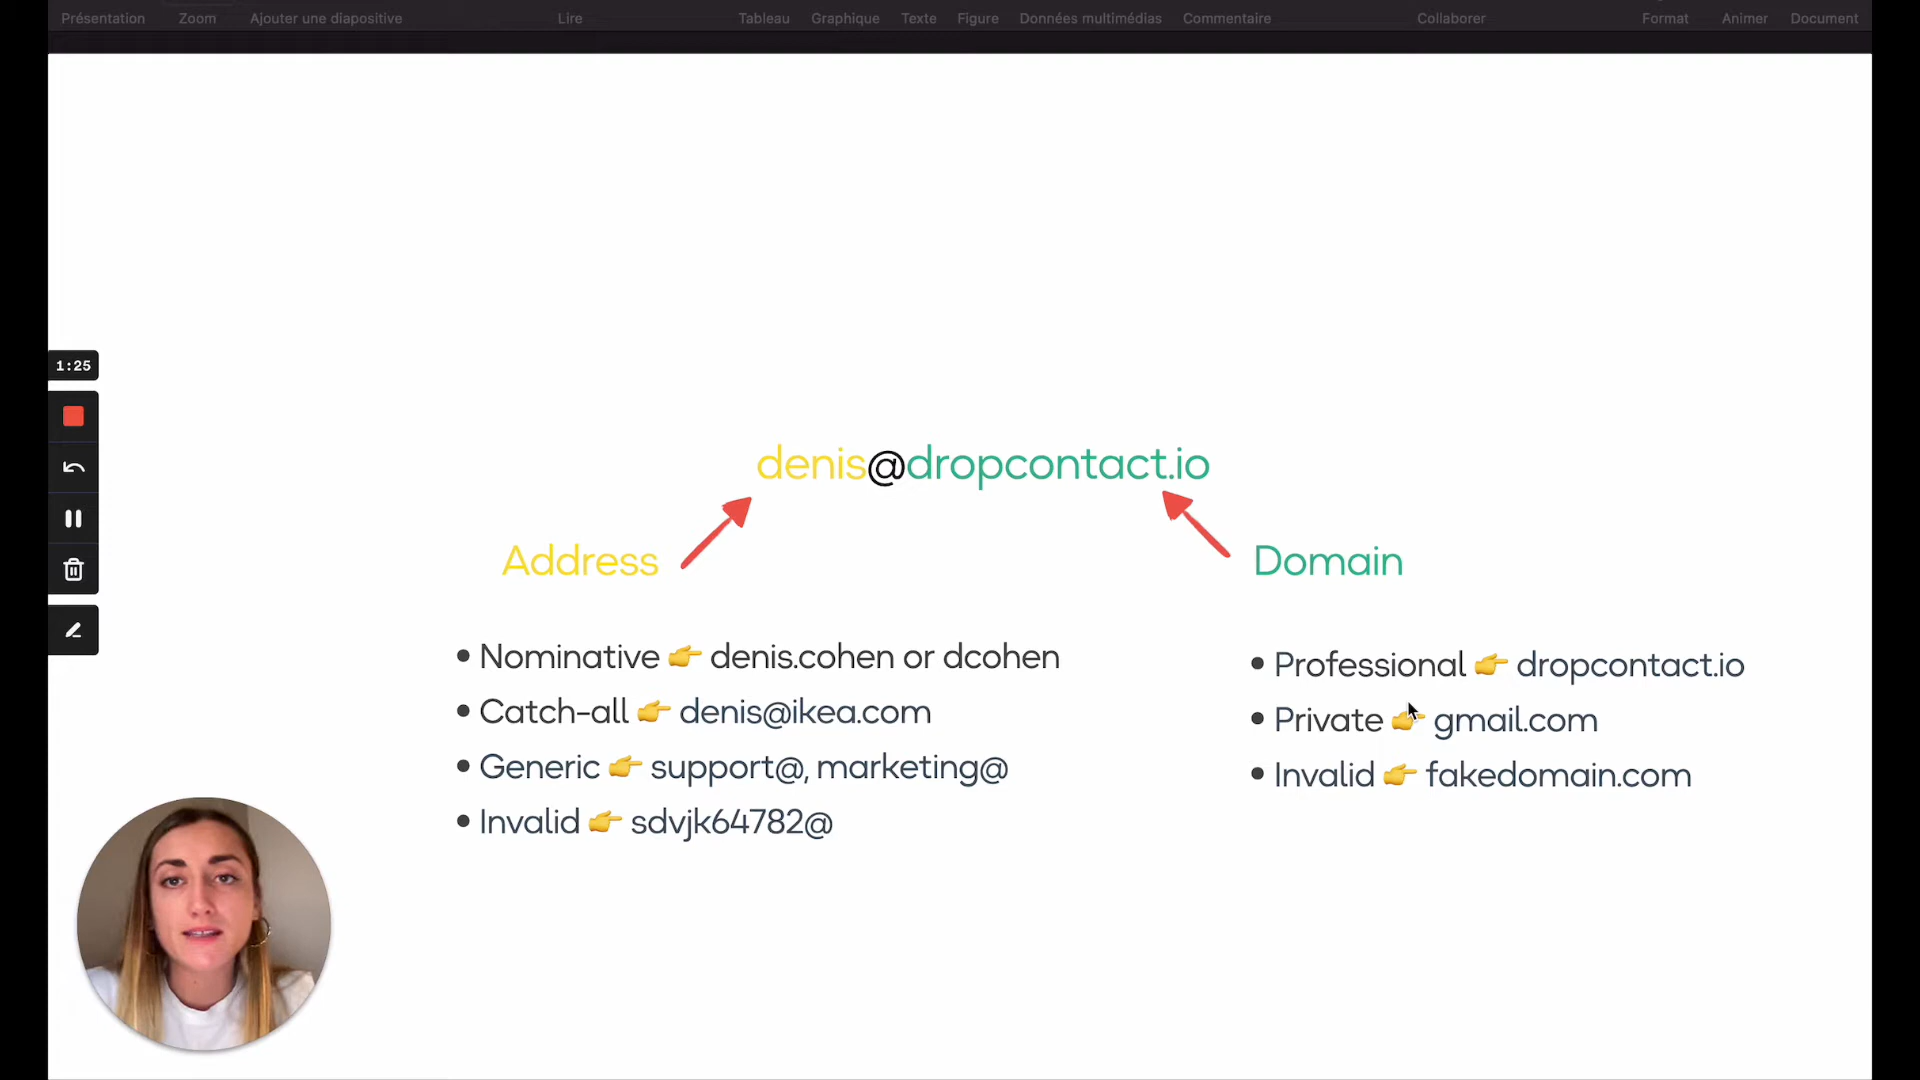 Présentation Zoom Ajouter une diapositive Lire Tableau Graphique Texte Figure Données multimédias Commentaire Collaborer Format Animer Document
1:25
denis@dropcontact.io
Address
Domain
• Nominative 👉 denis.cohen or dcohen
• Catch-all 👉 denis@ikea.com
• Generic 👉 support@, marketing@
• Invalid 👉 sdvjk64782@
• Professional 👉 dropcontact.io
• Private 👉 gmail.com
• Invalid 👉 fakedomain.com